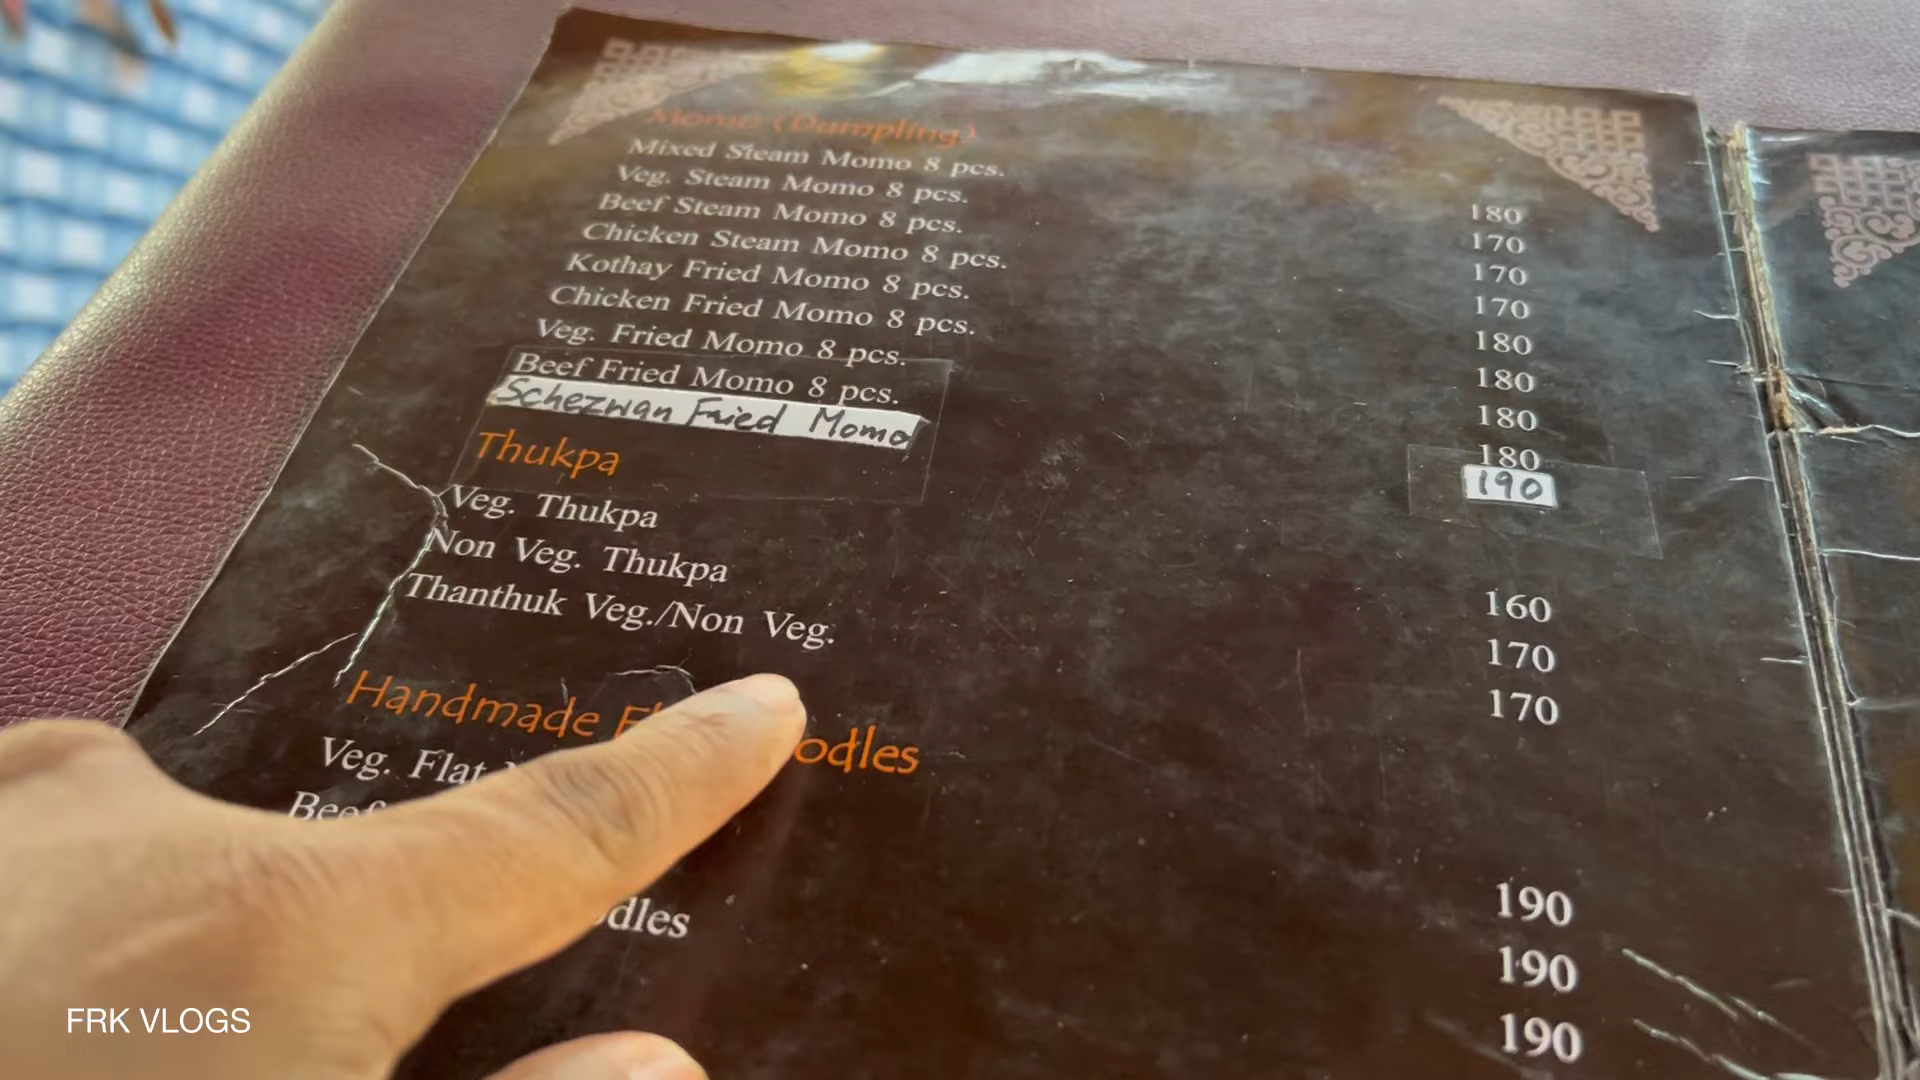 Momo (Dumpling)
Mixed Steam Momo 8 pcs. 180
Veg. Steam Momo 8 pcs. 170
Beef Steam Momo 8 pcs. 170
Chicken Steam Momo 8 pcs. 170
Kothay Fried Momo 8 pcs. 180
Chicken Fried Momo 8 pcs. 180
Veg. Fried Momo 8 pcs. 180
Beef Fried Momo 8 pcs. 180
Schezwan Fried Momo 190
Thukpa
Veg. Thukpa 160
Non Veg. Thukpa 170
Thanthuk Veg./Non Veg. 170
Handmade odles
Veg. Flat 190
Beef 190
odles 190
FRK VLOGS